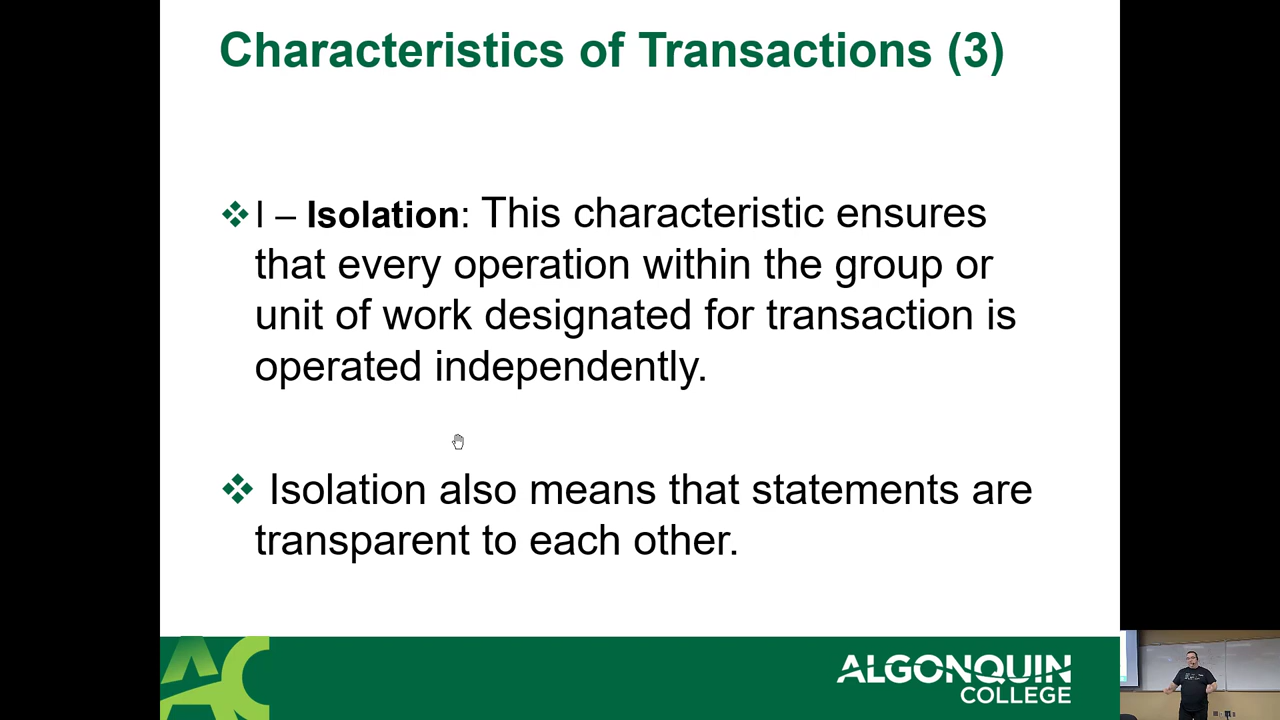 Characteristics of Transactions (3)
❖ I – Isolation: This characteristic ensures
that every operation within the group or
unit of work designated for transaction is
operated independently.
❖ Isolation also means that statements are
transparent to each other.
AC
ALGONQUIN
COLLEGE